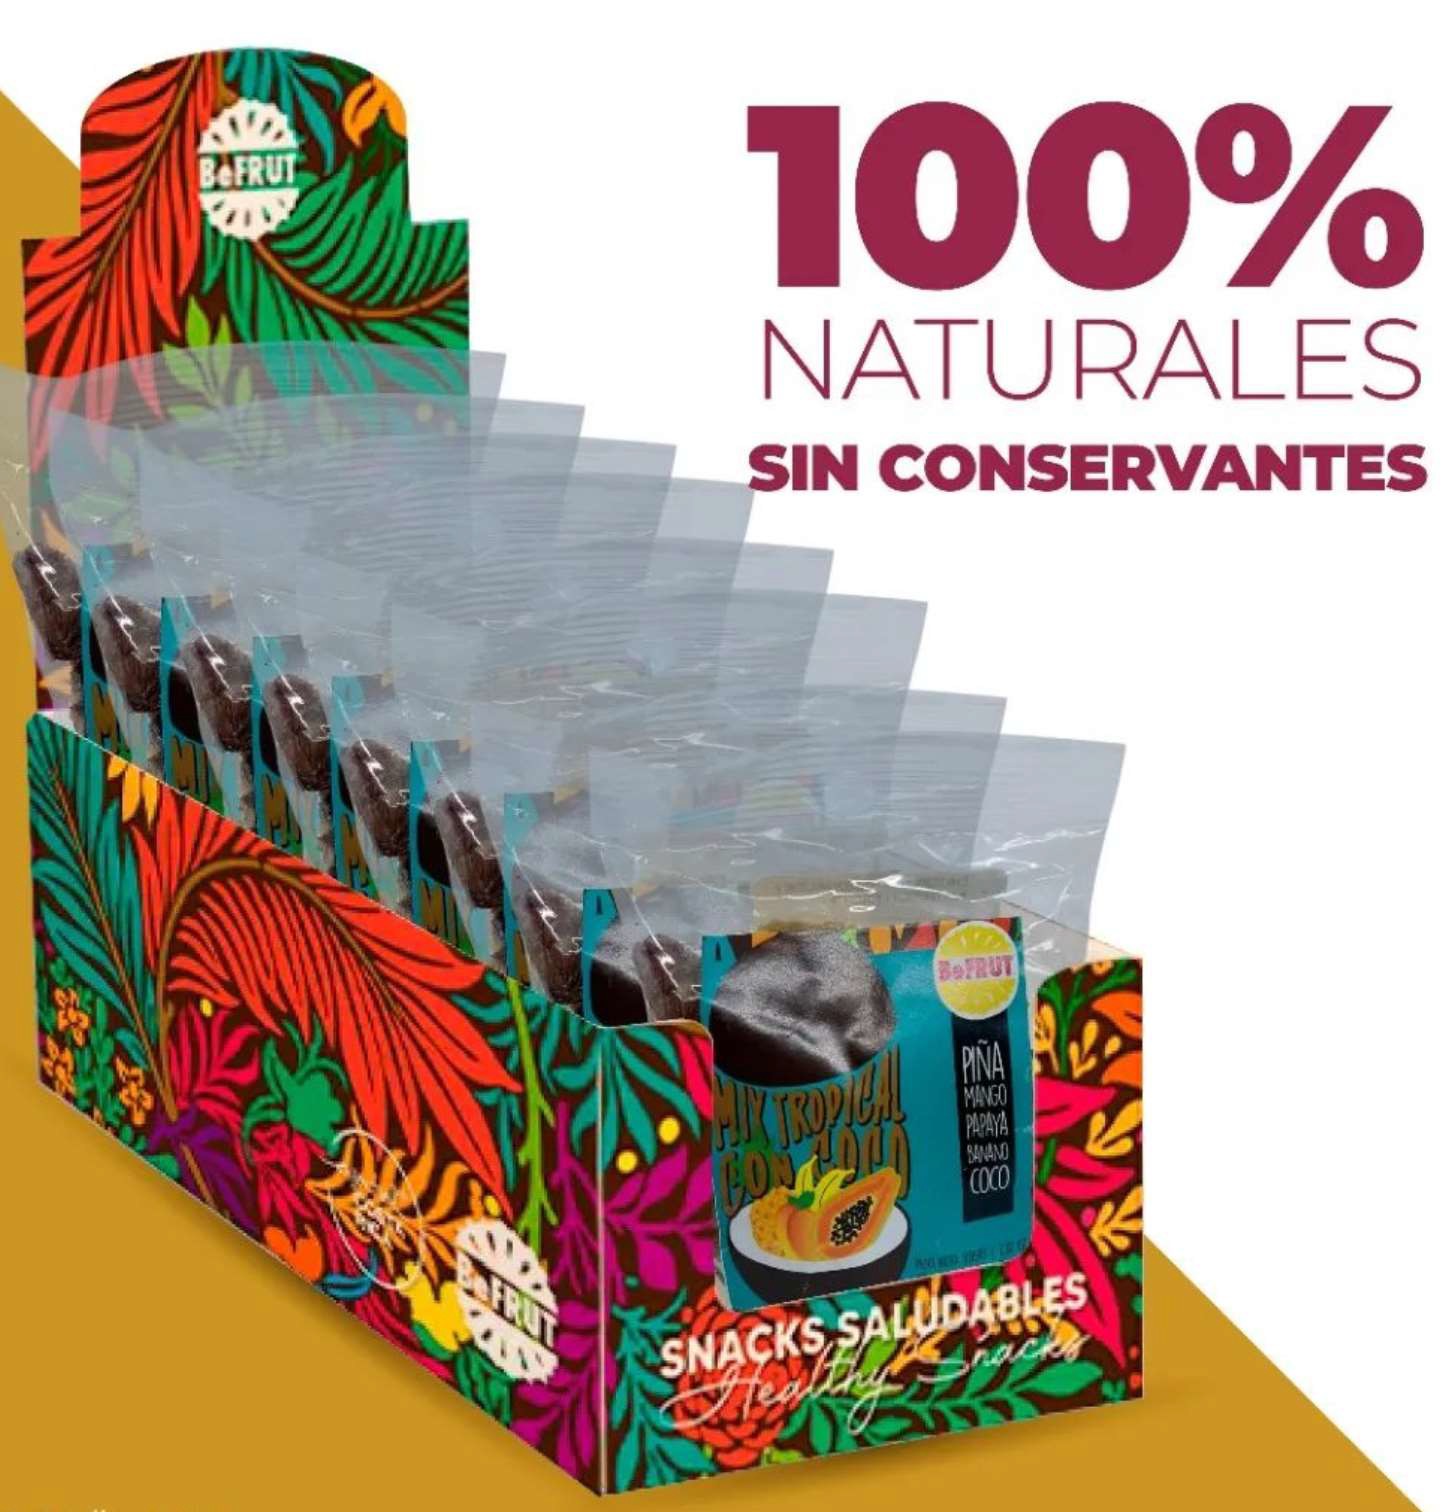 BeFRUT
100%
NATURALES
SIN CONSERVANTES
BeFRUT
MIX TROPICAL
CON COCO
PIÑA
MANGO
PAPAYA
BANANO
COCO
BeFRUT
SNACKS SALUDABLES
Healthy Snacks